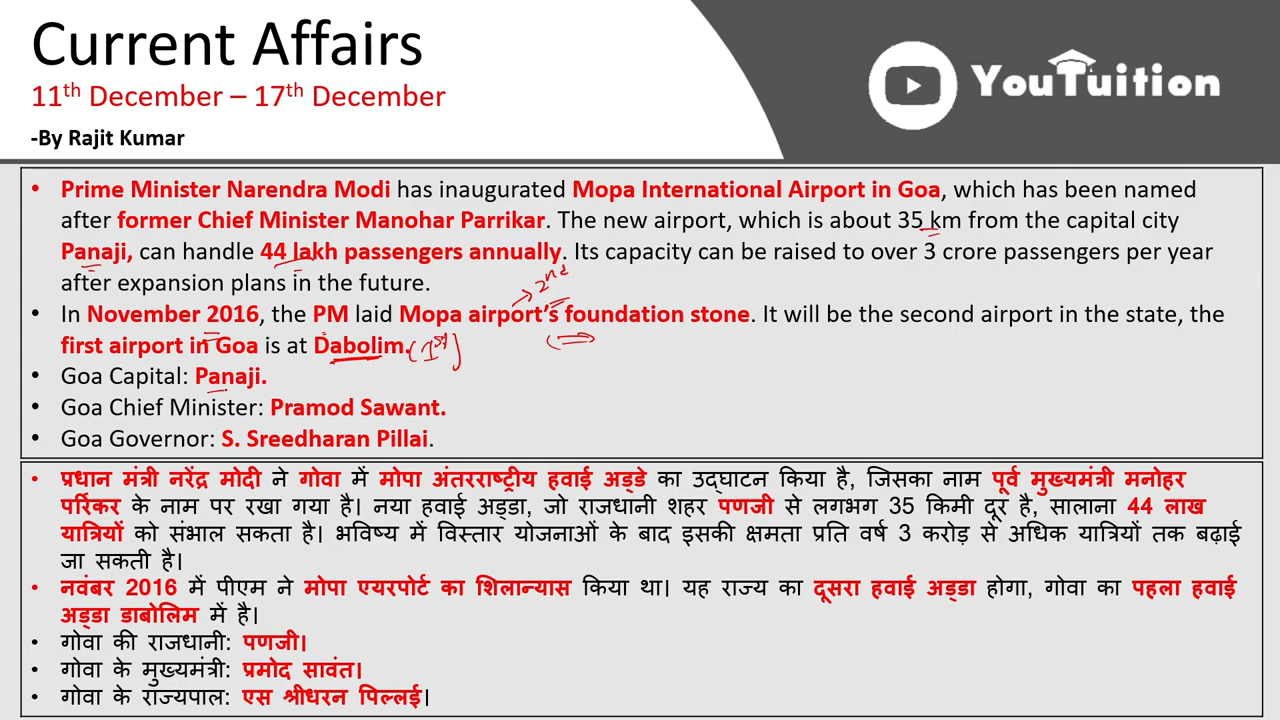 Current Affairs
11th December – 17th December
-By Rajit Kumar
YouTuition
• Prime Minister Narendra Modi has inaugurated Mopa International Airport in Goa, which has been named
after former Chief Minister Manohar Parrikar. The new airport, which is about 35 km from the capital city
Panaji, can handle 44 lakh passengers annually. Its capacity can be raised to over 3 crore passengers per year
after expansion plans in the future.
2nd
• In November 2016, the PM laid Mopa airport's foundation stone. It will be the second airport in the state, the
first airport in Goa is at Dabolim. (1st)
• Goa Capital: Panaji.
• Goa Chief Minister: Pramod Sawant.
• Goa Governor: S. Sreedharan Pillai.
• प्रधान मंत्री नरेंद्र मोदी ने गोवा में मोपा अंतरराष्ट्रीय हवाई अड्डे का उद्घाटन किया है, जिसका नाम पूर्व मुख्यमंत्री मनोहर
पर्रिकर के नाम पर रखा गया है। नया हवाई अड्डा, जो राजधानी शहर पणजी से लगभग 35 किमी दूर है, सालाना 44 लाख
यात्रियों को संभाल सकता है। भविष्य में विस्तार योजनाओं के बाद इसकी क्षमता प्रति वर्ष 3 करोड़ से अधिक यात्रियों तक बढ़ाई
जा सकती है।
• नवंबर 2016 में पीएम ने मोपा एयरपोर्ट का शिलान्यास किया था। यह राज्य का दूसरा हवाई अड्डा होगा, गोवा का पहला हवाई
अड्डा डाबोलिम में है।
• गोवा की राजधानी: पणजी।
• गोवा के मुख्यमंत्री: प्रमोद सावंत।
• गोवा के राज्यपाल: एस श्रीधरन पिल्लई।